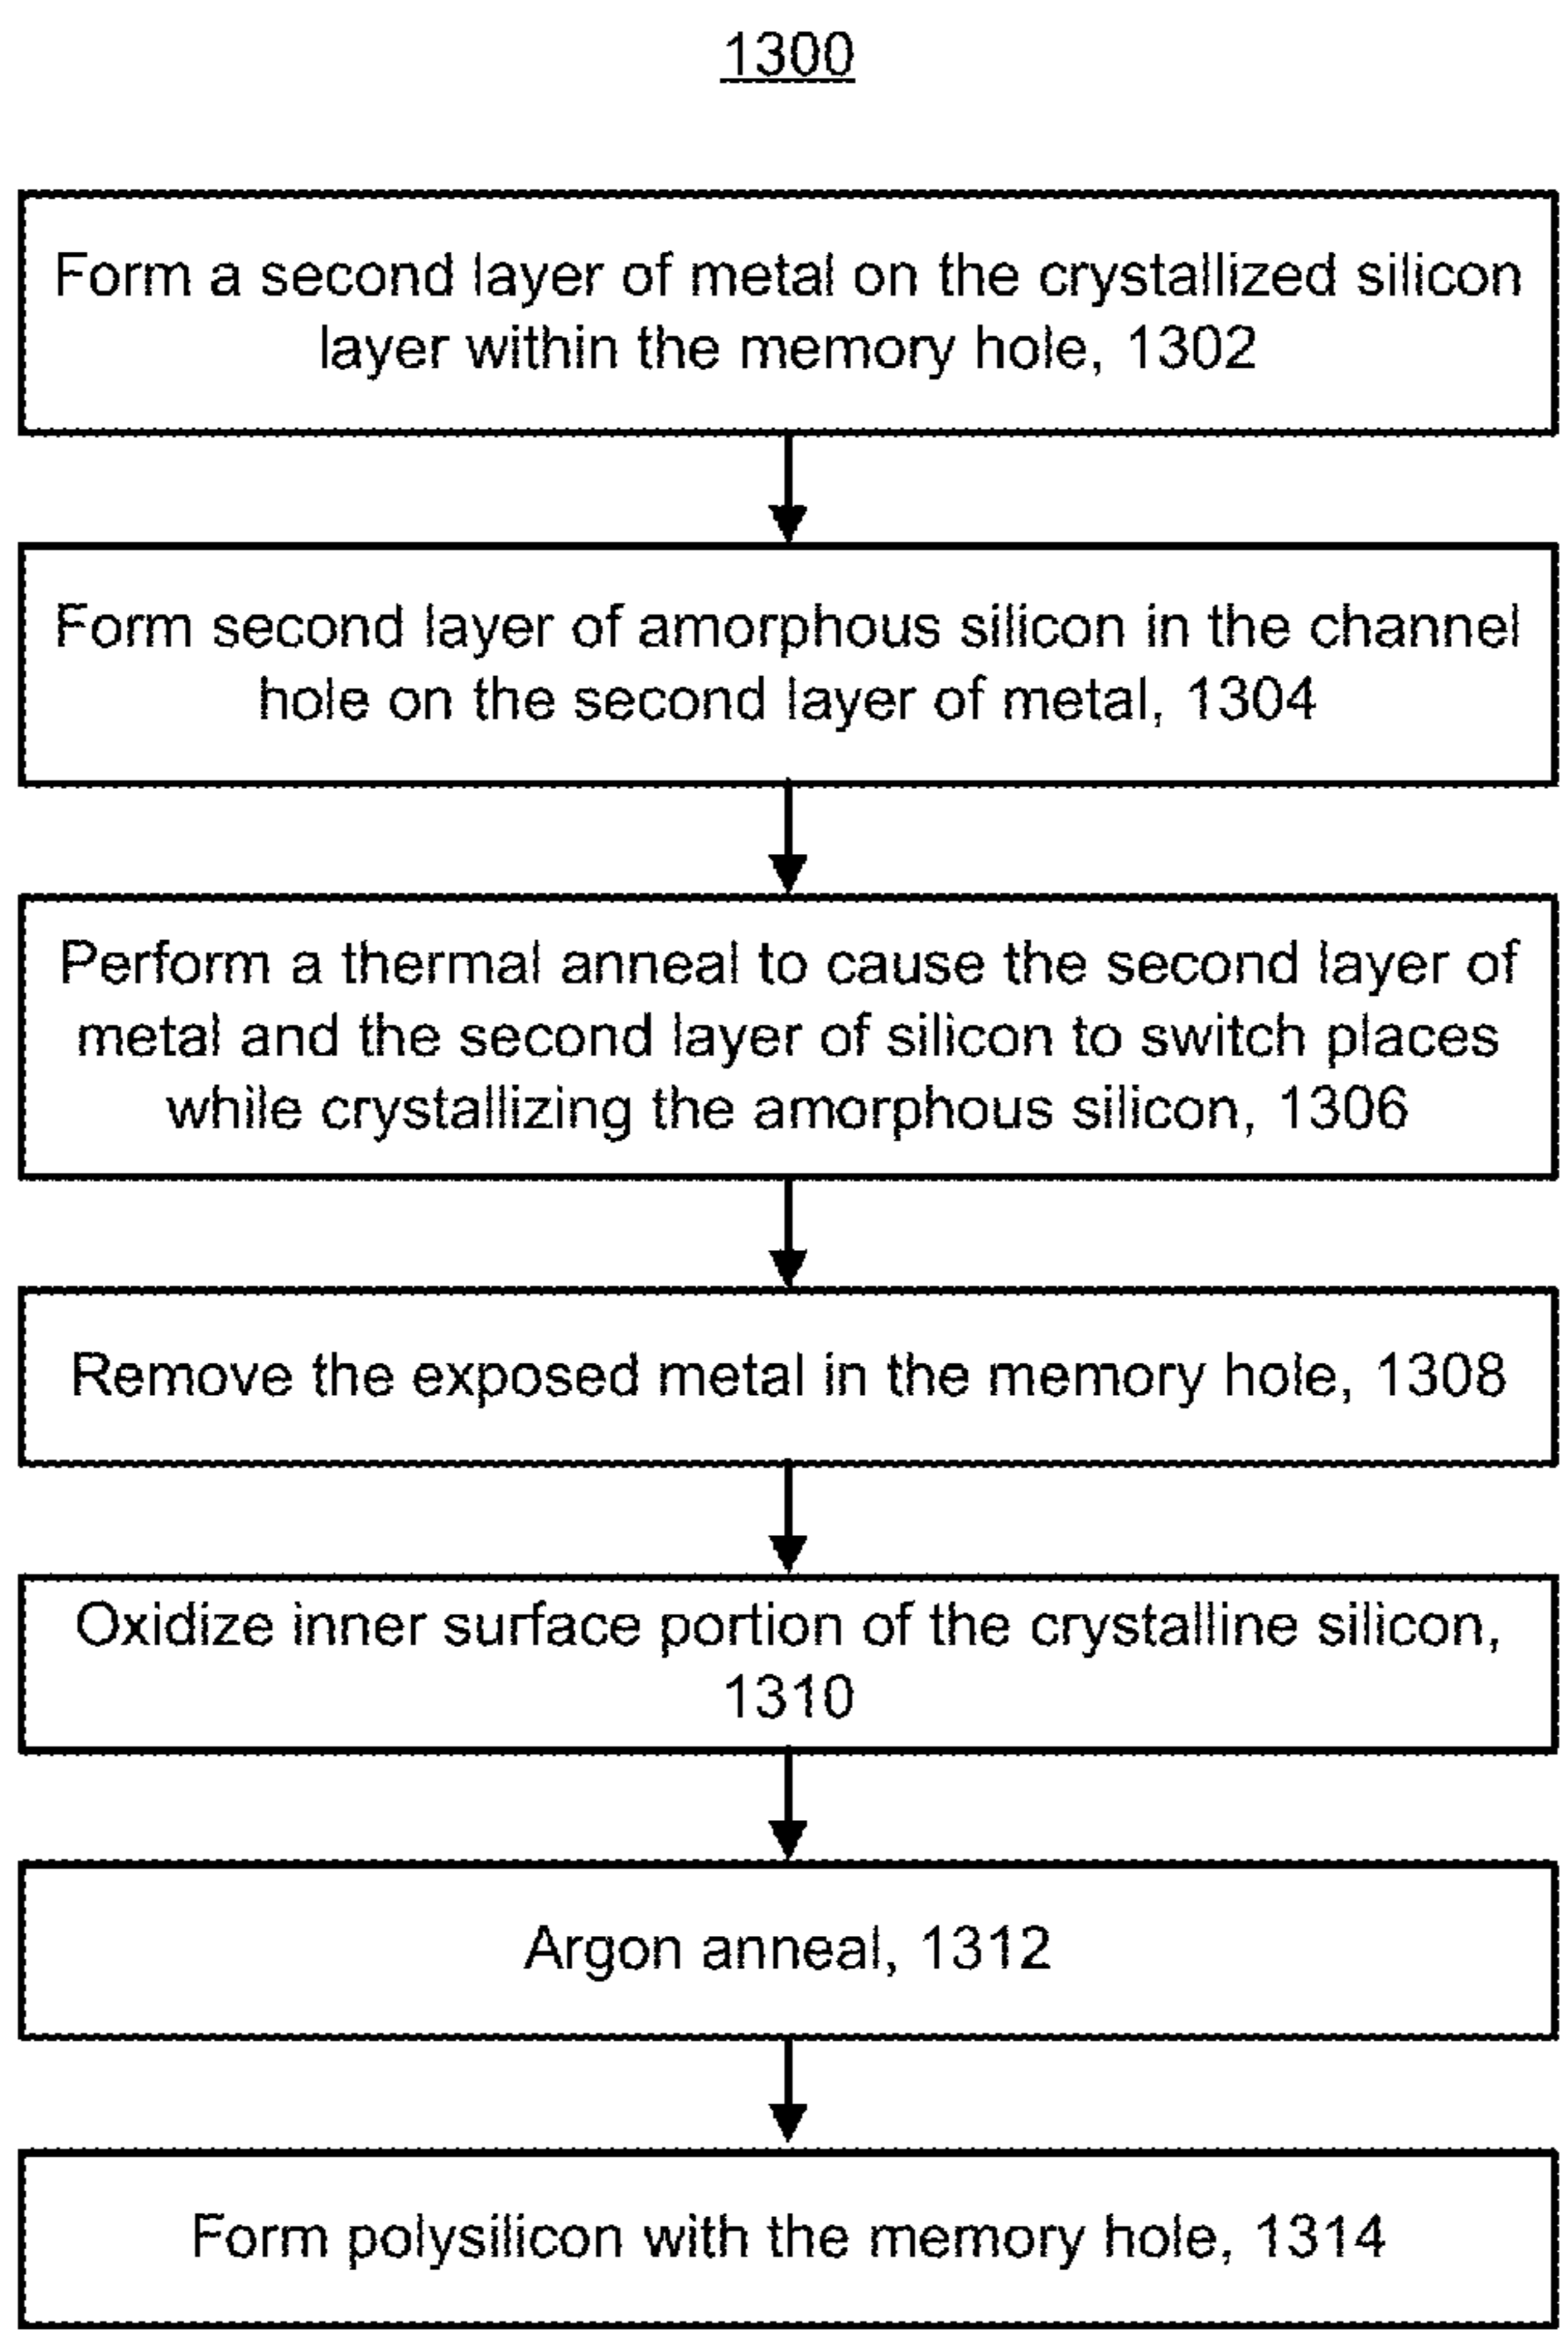 1300
Form a second layer of metal on the crystallized silicon
layer within the memory hole, 1302
Form second layer of amorphous silicon in the channel
hole on the second layer of metal, 1304
Perform a thermal anneal to cause the second layer of
metal and the second layer of silicon to switch places
while crystallizing the amorphous silicon, 1306
Remove the exposed metal in the memory hole, 1308
Oxidize inner surface portion of the crystalline silicon,
1310
Argon anneal, 1312
Form polysilicon with the memory hole, 1314